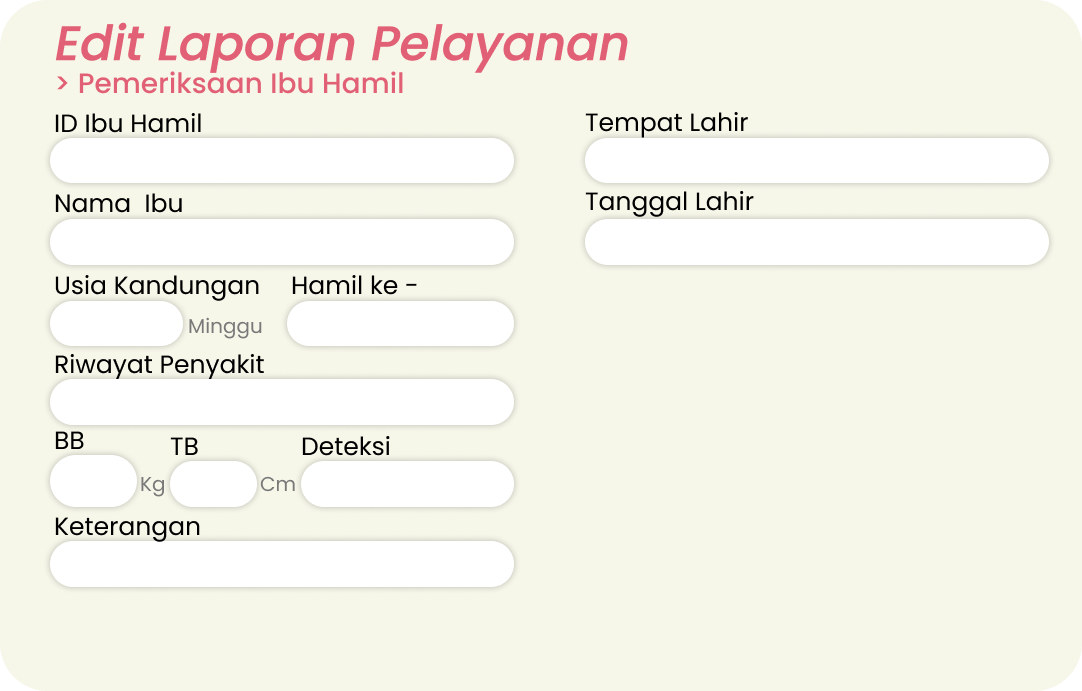 Edit Laporan Pelayanan
> Pemeriksaan Ibu Hamil
ID Ibu Hamil
Nama  Ibu
Usia Kandungan
Hamil ke -
Minggu
Riwayat Penyakit
BB
TB
Deteksi
Kg
Cm
Keterangan
Tempat Lahir
Tanggal Lahir